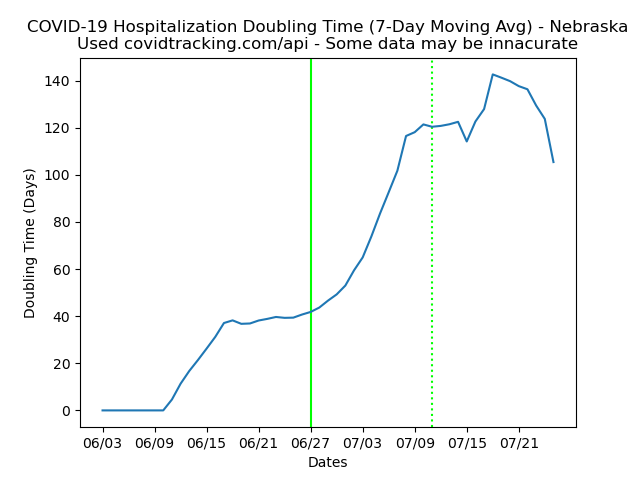 COVID-19 Hospitalization Doubling Time (7-Day Moving Avg) - Nebraska
Used covidtracking.com/api - Some data may be innacurate
140
120
100
80
60
40
20
0
Doubling Time (Days)
06/03 06/09 06/15 06/21 06/27 07/03 07/09 07/15 07/21
Dates